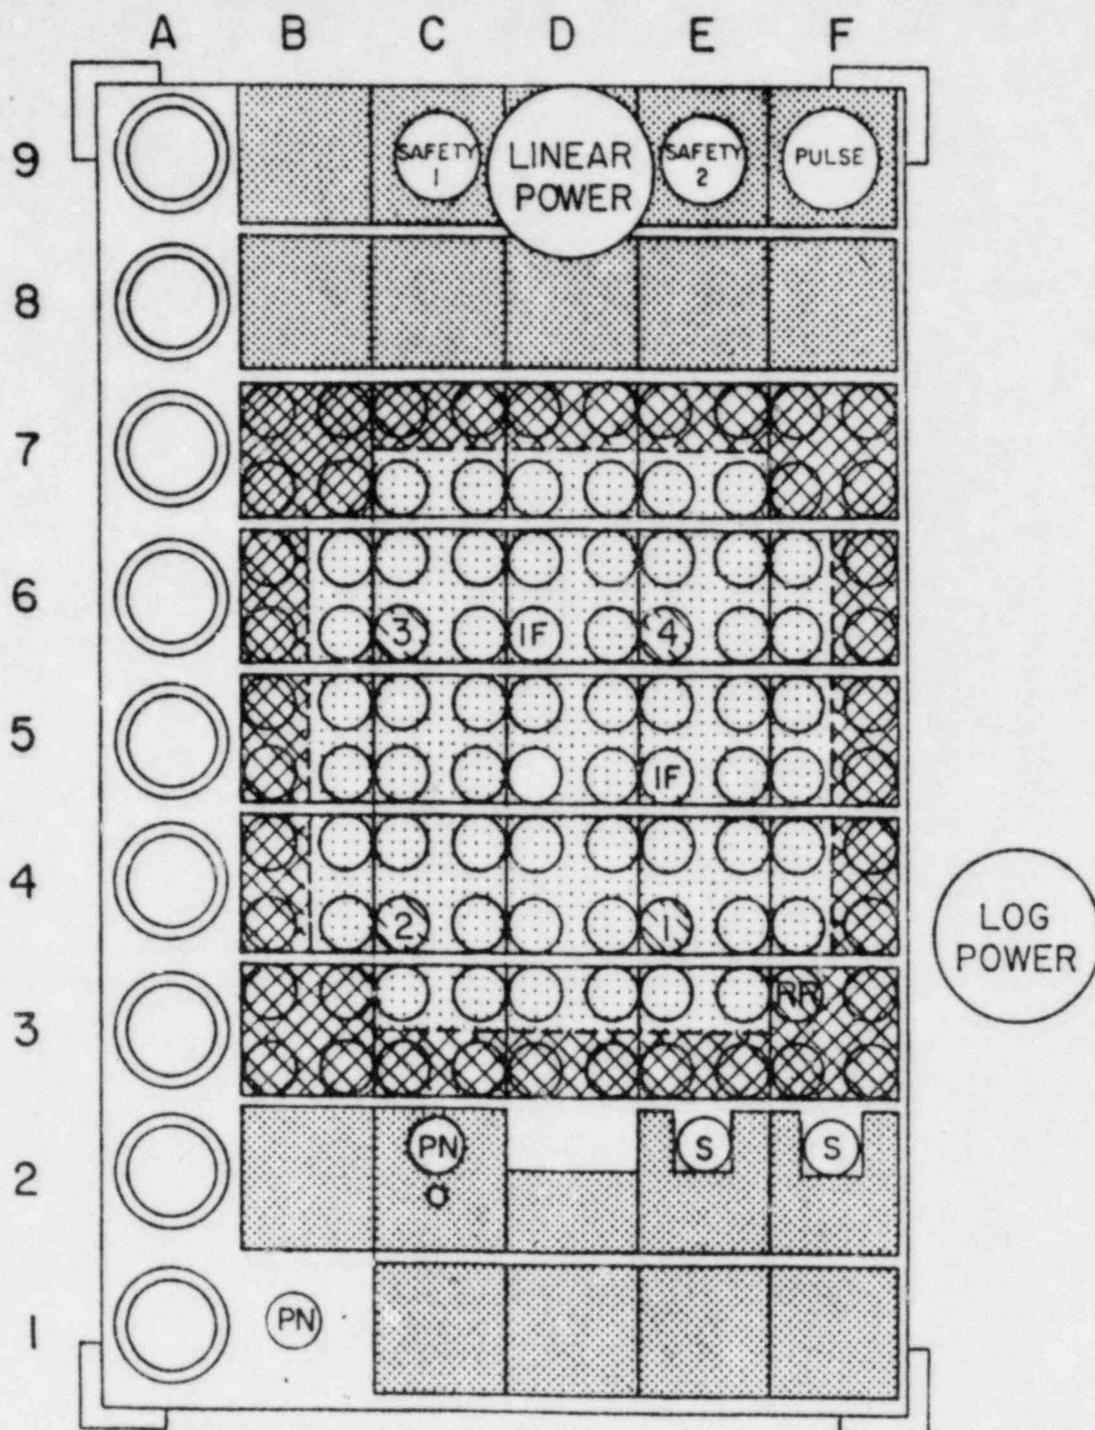 A B C D E F
9
SAFETY 1
LINEAR
POWER
SAFETY 2
PULSE
8
7
6
3 IF 4
5
IF
4
2 1
LOG
POWER
3
RR
2
PN S S
1
PN